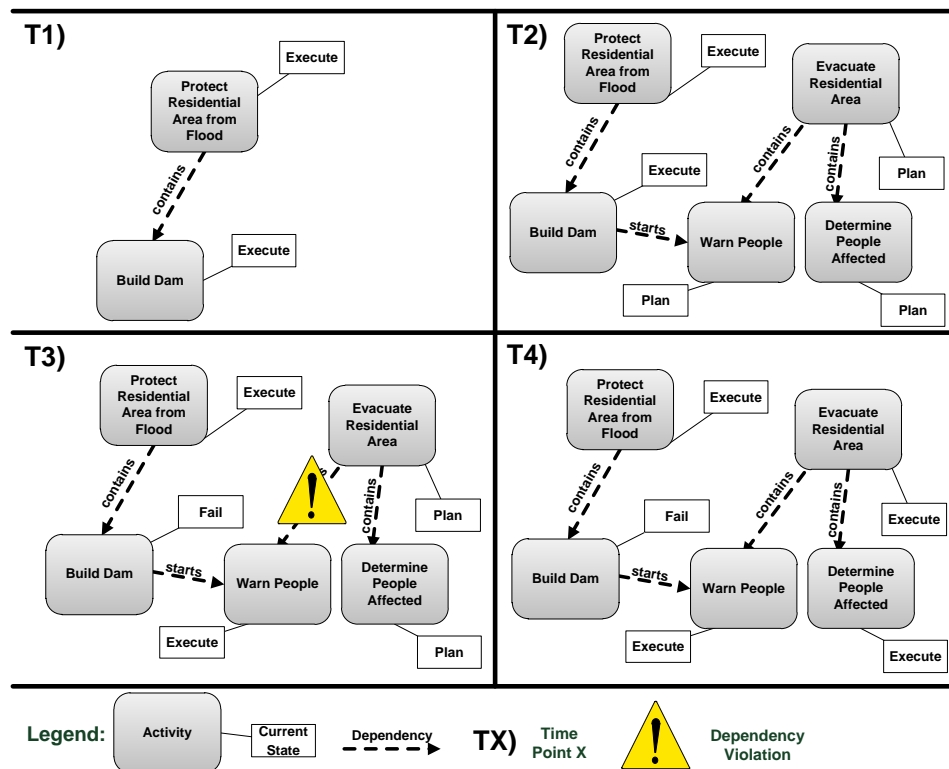 T1)
Execute
Protect
Residential
Area from
Flood
contains
Execute
Build Dam
T2)
Protect
Residential
Area from
Flood
Execute
Evacuate
Residential
Area
contains
contains
contains
Plan
Execute
Build Dam
starts
Warn People
Determine
People
Affected
Plan
Plan
T3)
Protect
Residential
Area from
Flood
Execute
Evacuate
Residential
Area
contains
contains
Plan
Fail
Build Dam
starts
Warn People
Determine
People
Affected
Execute
Plan
T4)
Protect
Residential
Area from
Flood
Execute
Evacuate
Residential
Area
contains
contains
contains
Execute
Fail
Build Dam
starts
Warn People
Determine
People
Affected
Execute
Execute
Legend:
Activity
Current
State
Dependency
TX)
Time
Point X
Dependency
Violation